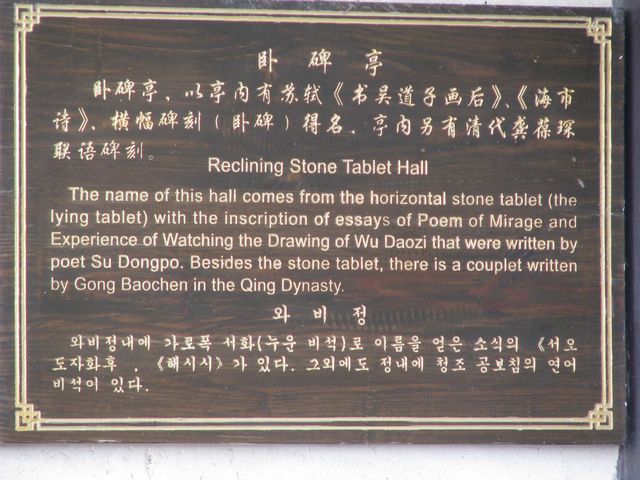 卧碑亭
卧碑亭，以亭内有苏轼《书吴道子画后》、《海市
诗》，横幅碑刻（卧碑）得名，亭内另有清代龚葆琛
联语碑刻。
Reclining Stone Tablet Hall
The name of this hall comes from the horizontal stone tablet (the
lying tablet) with the inscription of essays of Poem of Mirage and
Experience of Watching the Drawing of Wu Daozi that were written by
poet Su Dongpo. Besides the stone tablet, there is a couplet written
by Gong Baochen in the Qing Dynasty.
와비정
와비정내에 가로폭 서화(누운 비석)로 이름을 얻은 소식의 《서오
도자화후 , 《해시시》가 있다. 그외에도 정내에 청조 공보침의 연어
비석이 있다.